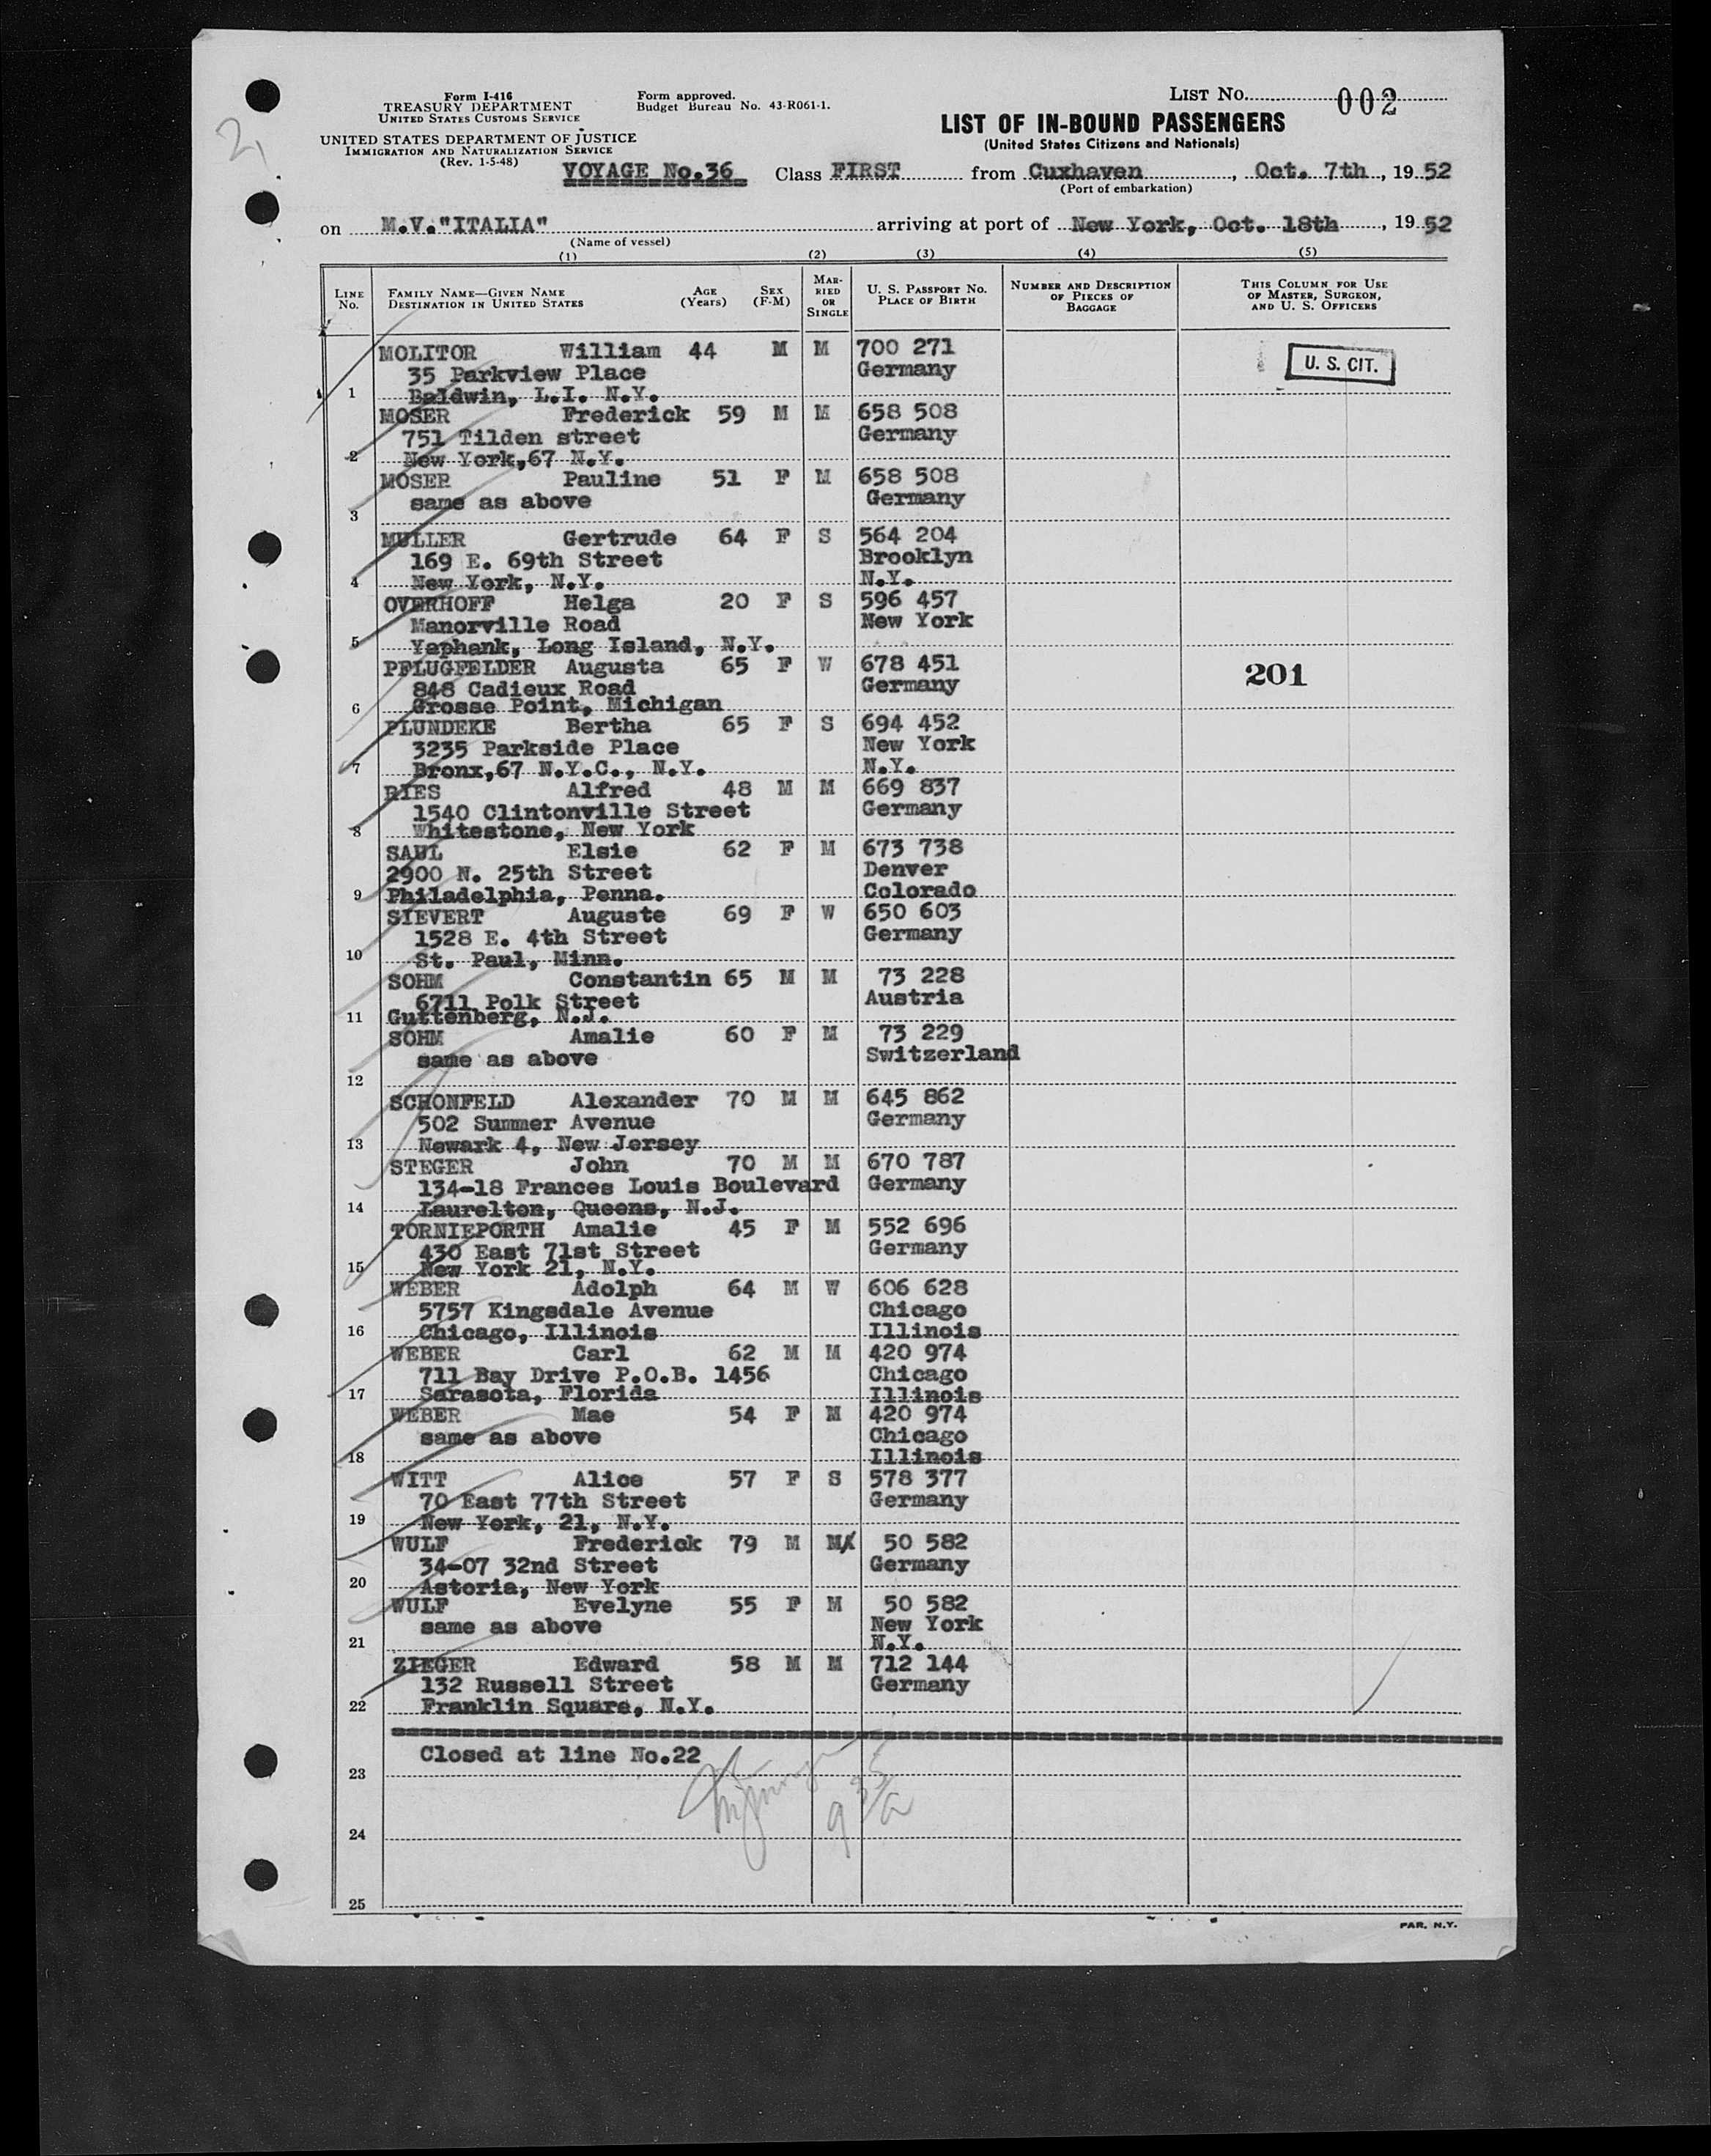 Form I-416
TREASURY DEPARTMENT
UNITED STATES CUSTOMS SERVICE
UNITED STATES DEPARTMENT OF JUSTICE
IMMIGRATION AND NATURALIZATION SERVICE
(Rev. 1-5-48)
Form approved.
Budget Bureau No. 43-R061-1.
LIST No. 002
LIST OF IN-BOUND PASSENGERS
(United States Citizens and Nationals)
2,
VOYAGE No.36 Class FIRST from Cuxhaven, Oct. 7th, 1952
(Port of embarkation)
on M.V."ITALIA" arriving at port of New York, Oct. 18th, 1952
(Name of vessel)
(1) (2) (3) (4) (5)
LINE No. FAMILY NAME—GIVEN NAME DESTINATION IN UNITED STATES AGE (Years) SEX (F-M) MARRIED OR SINGLE U. S. PASSPORT NO. PLACE OF BIRTH NUMBER AND DESCRIPTION OF PIECES OF BAGGAGE THIS COLUMN FOR USE OF MASTER, SURGEON, AND U. S. OFFICERS
MOLITOR William 44 M M 700 271
35 Parkview Place Germany U. S. CIT.
1 Baldwin, L.I. N.Y.
MOSER Frederick 59 M M 658 508
751 Tilden street Germany
2 New York,67 N.Y.
MOSER Pauline 51 F M 658 508
same as above Germany
3
MULLER Gertrude 64 F S 564 204
169 E. 69th Street Brooklyn
4 New York, N.Y. N.Y.
OVERHOFF Helga 20 F S 596 457
Manorville Road New York
5 Yaphank, Long Island, N.Y.
PFLUGFELDER Augusta 65 F W 678 451
848 Cadieux Road Germany 201
6 Grosse Point, Michigan
PLUNDEKE Bertha 65 F S 694 452
3235 Parkside Place New York
7 Bronx,67 N.Y.C., N.Y. N.Y.
RIES Alfred 48 M M 669 837
1540 Clintonville Street Germany
8 Whitestone, New York
SAUL Elsie 62 F M 673 738
2900 N. 25th Street Denver
9 Philadelphia, Penna. Colorado
SIEVERT Auguste 69 F W 650 603
1528 E. 4th Street Germany
10 St. Paul, Minn.
SOHM Constantin 65 M M 73 228
6711 Polk Street Austria
11 Guttenberg, N.J.
SOHM Amalie 60 F M 73 229
same as above Switzerland
12
SCHONFELD Alexander 70 M M 645 862
502 Summer Avenue Germany
13 Newark 4, New Jersey
STEGER John 70 M M 670 787
134-18 Frances Louis Boulevard Germany
14 Laurelton, Queens, N.J.
TORNIEPORTH Amalie 45 F M 552 696
430 East 71st Street Germany
15 New York 21, N.Y.
WEBER Adolph 64 M W 606 628
5757 Kingsdale Avenue Chicago
16 Chicago, Illinois Illinois
WEBER Carl 62 M M 420 974
711 Bay Drive P.O.B. 1456 Chicago
17 Sarasota, Florida Illinois
WEBER Mae 54 F M 420 974
same as above Chicago
18 Illinois
WITT Alice 57 F S 578 377
70 East 77th Street Germany
19 New York, 21, N.Y.
WULF Frederick 79 M M 50 582
34-07 32nd Street Germany
20 Astoria, New York
WULF Evelyne 55 F M 50 582
same as above New York
21 N.Y.
ZIEGER Edward 58 M M 712 144
132 Russell Street Germany
22 Franklin Square, N.Y.
Closed at line No.22
23
24
25
PAR. N.Y.